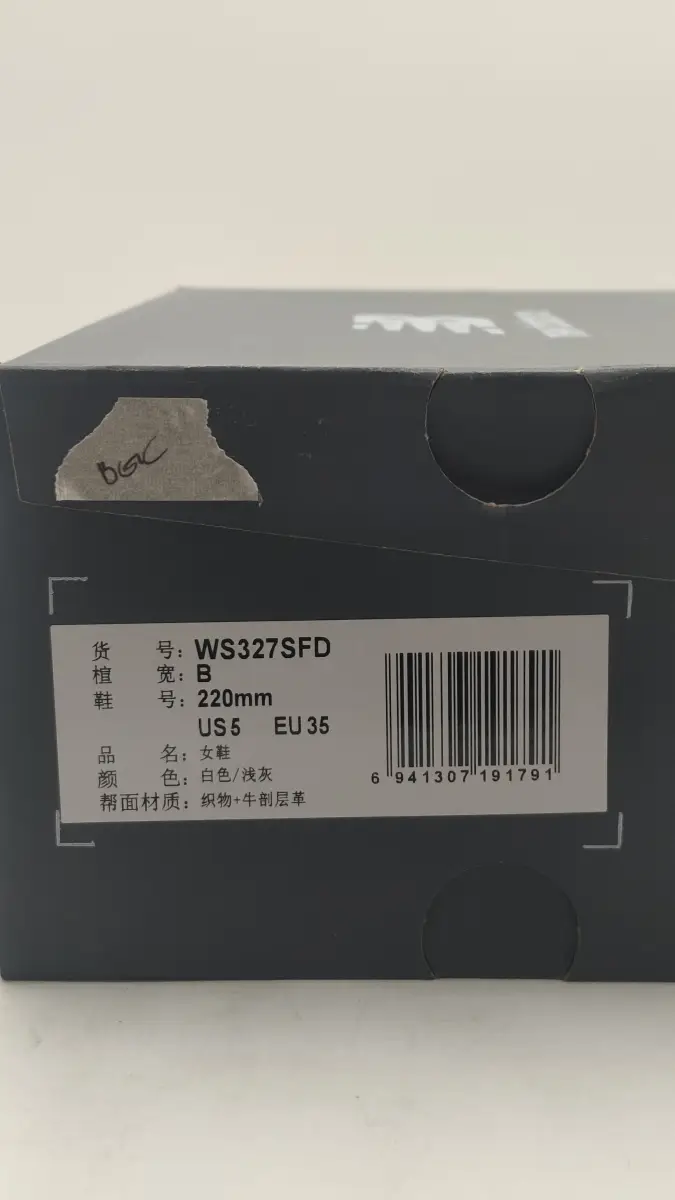 货 号: WS327SFD
楦 宽: B
鞋 号: 220mm
US 5 EU 35
品 名: 女鞋
颜 色: 白色/浅灰
帮面材质: 织物+牛剖层革
6 941307 191791